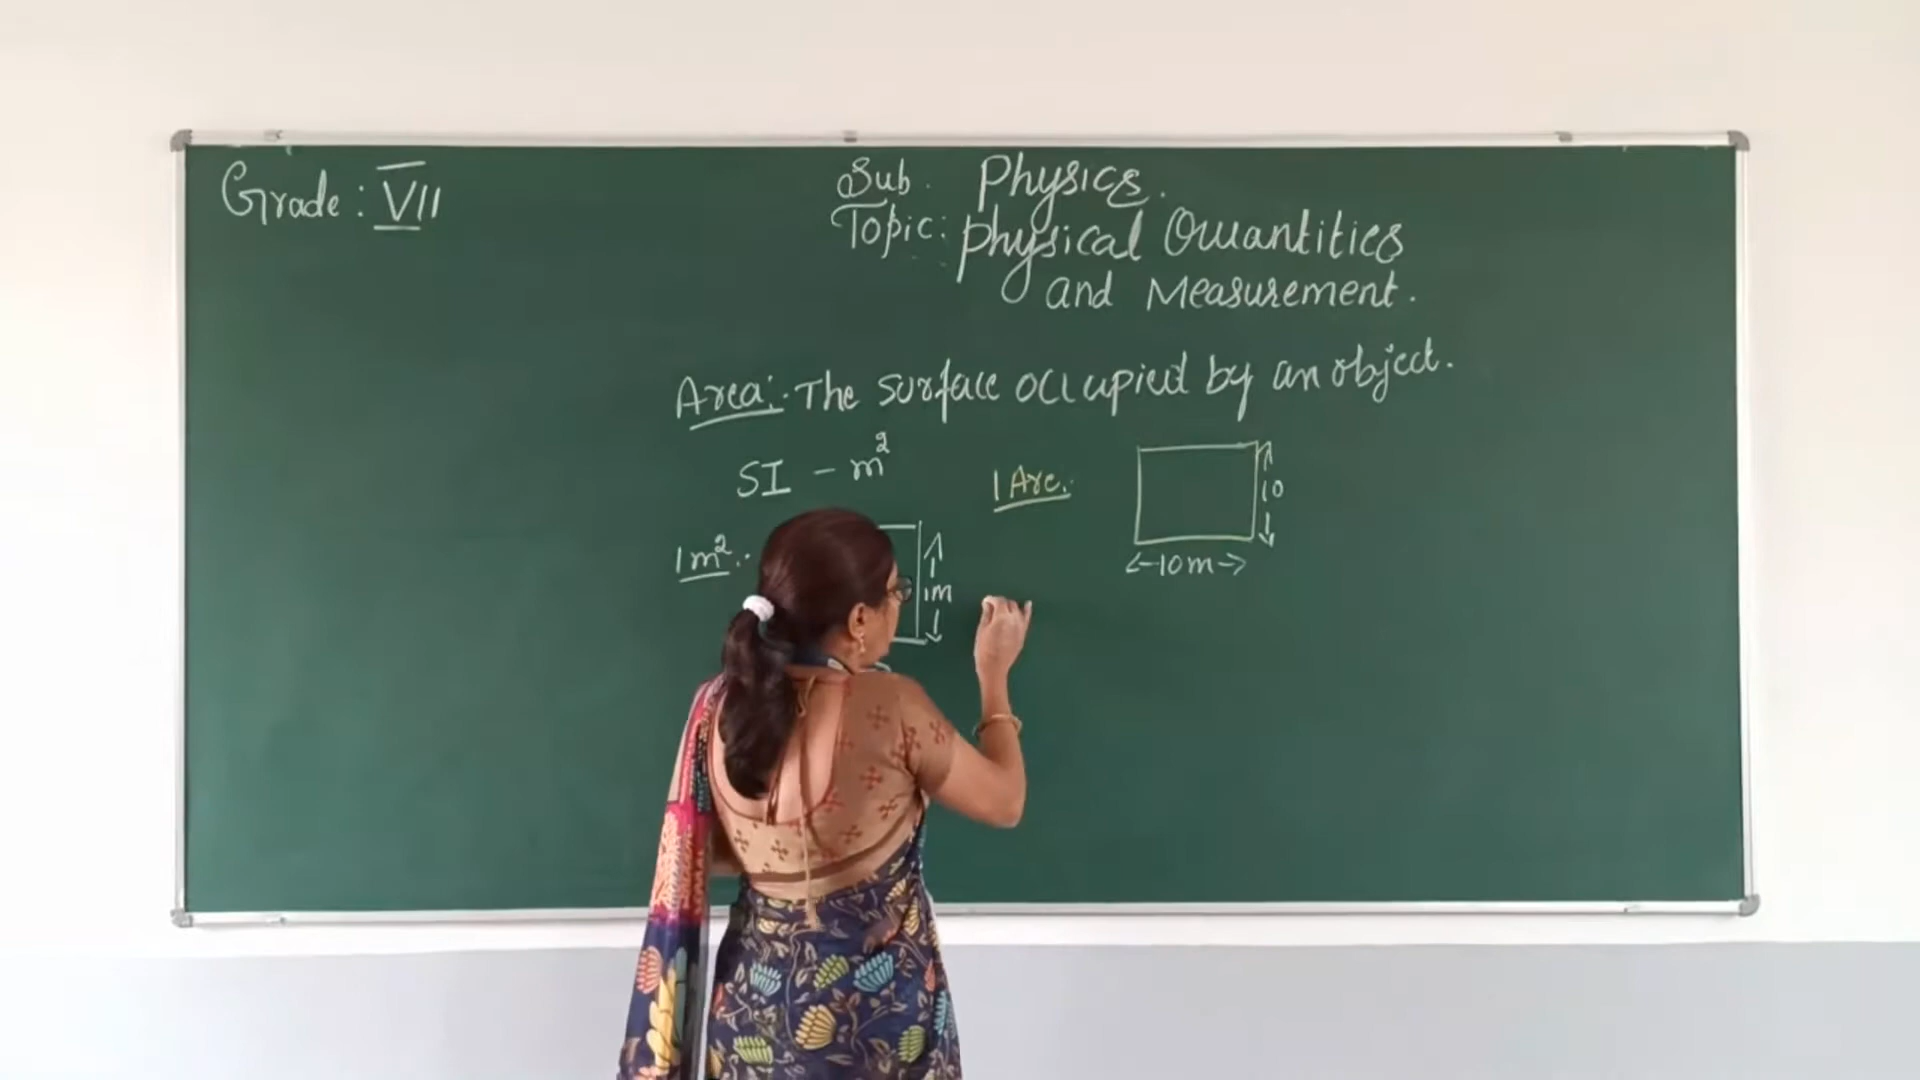 Grade: VII
Sub. Physics.
Topic: Physical Quantities
and Measurement.
Area:- The surface occupied by an object.
SI - m²
1 Are.
10
10m
1m².
1m